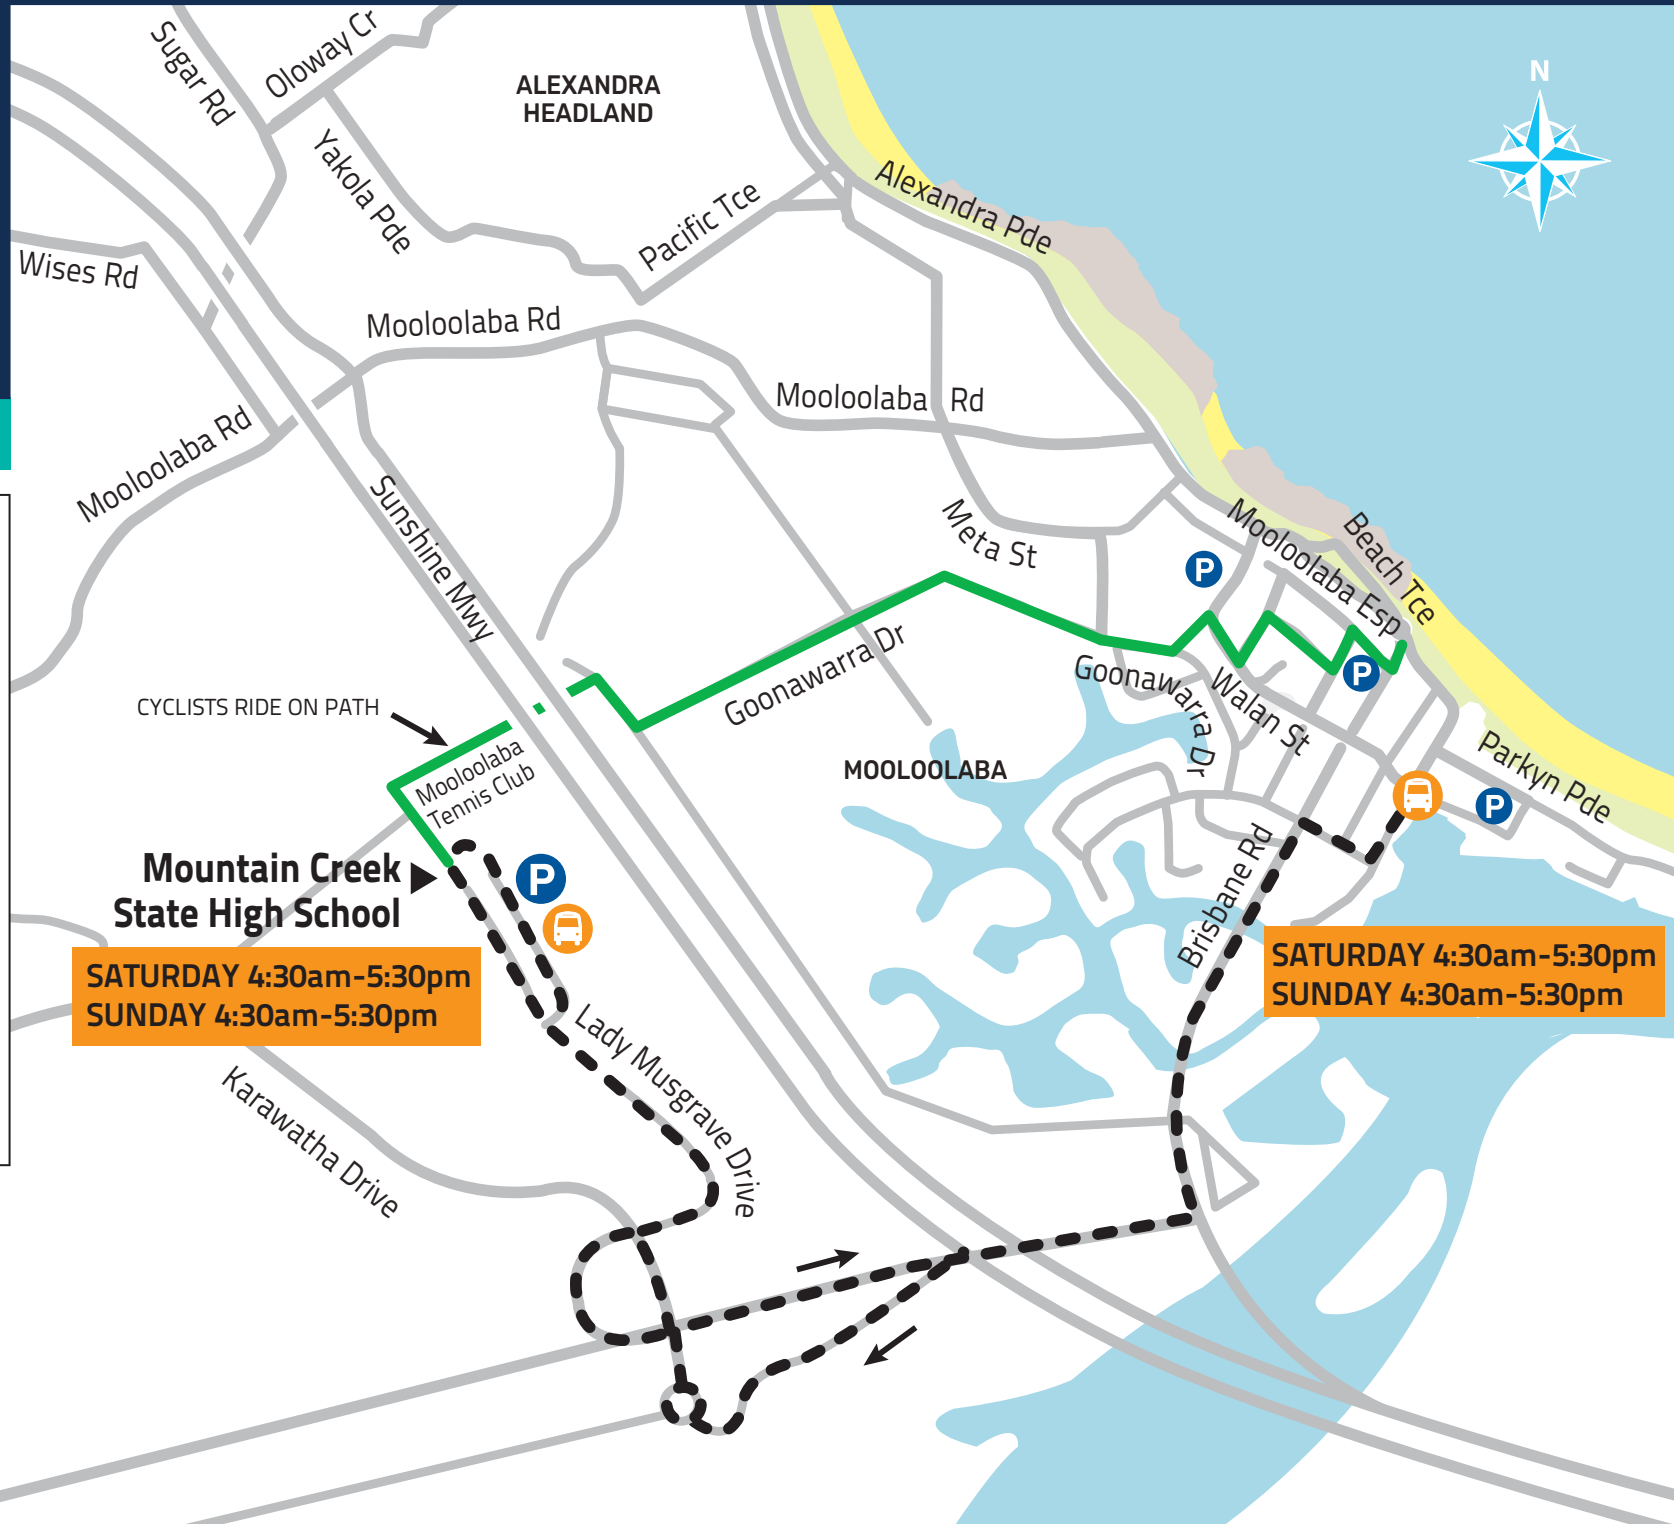 Sugar Rd
Oloway Cr
ALEXANDRA
HEADLAND
N
Yakola Pde
Pacific Tce
Alexandra Pde
Wises Rd
Mooloolaba Rd
Mooloolaba Rd
Mooloolaba Rd
Sunshine Mwy
Meta St
Mooloolaba Esp
Beach Tce
P
P
Goonawarra Dr
Goonawarra Dr
Walan St
CYCLISTS RIDE ON PATH
Mooloolaba
Tennis Club
MOOLOOLABA
Parkyn Pde
P
Brisbane Rd
Mountain Creek
State High School
P
SATURDAY 4:30am-5:30pm
SUNDAY 4:30am-5:30pm
SATURDAY 4:30am-5:30pm
SUNDAY 4:30am-5:30pm
Lady Musgrave Drive
Karawatha Drive